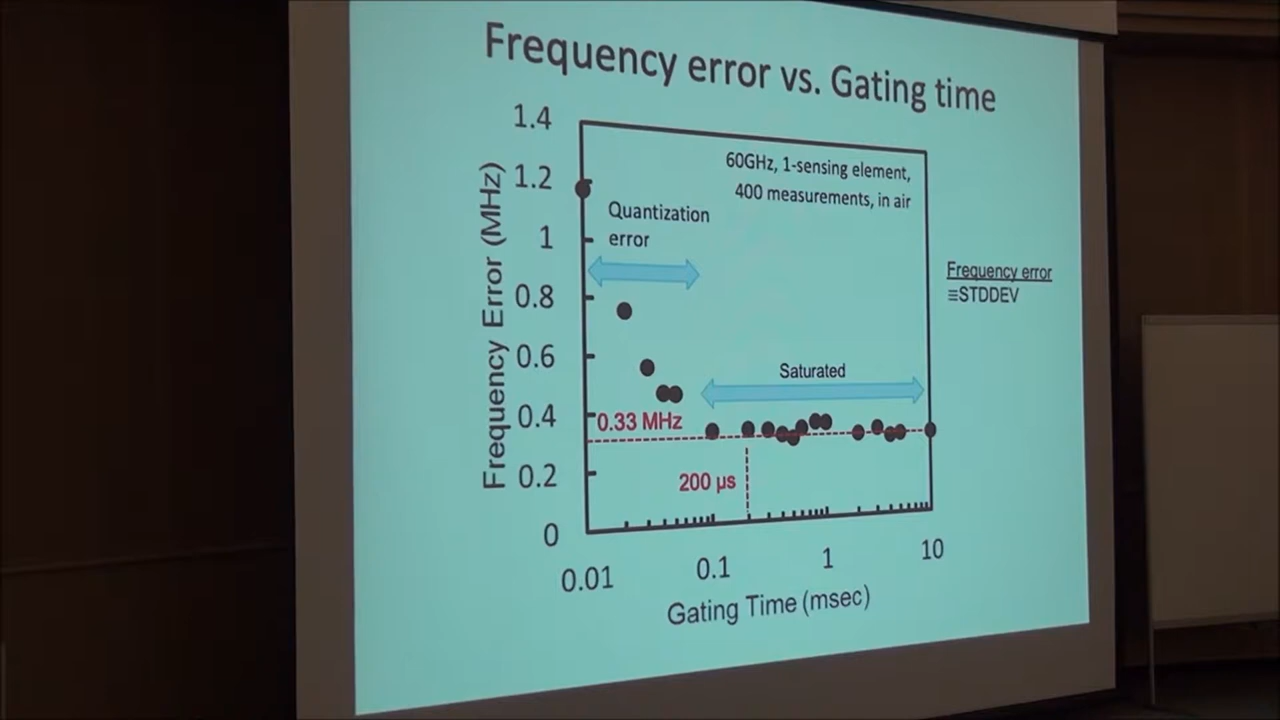 Frequency error vs. Gating time
1.4
1.2
1
0.8
0.6
0.4
0.2
0
Frequency Error (MHz)
60GHz, 1-sensing element,
400 measurements, in air
Quantization
error
Saturated
0.33 MHz
200 µs
Frequency error
≡STDDEV
0.01
0.1
1
10
Gating Time (msec)